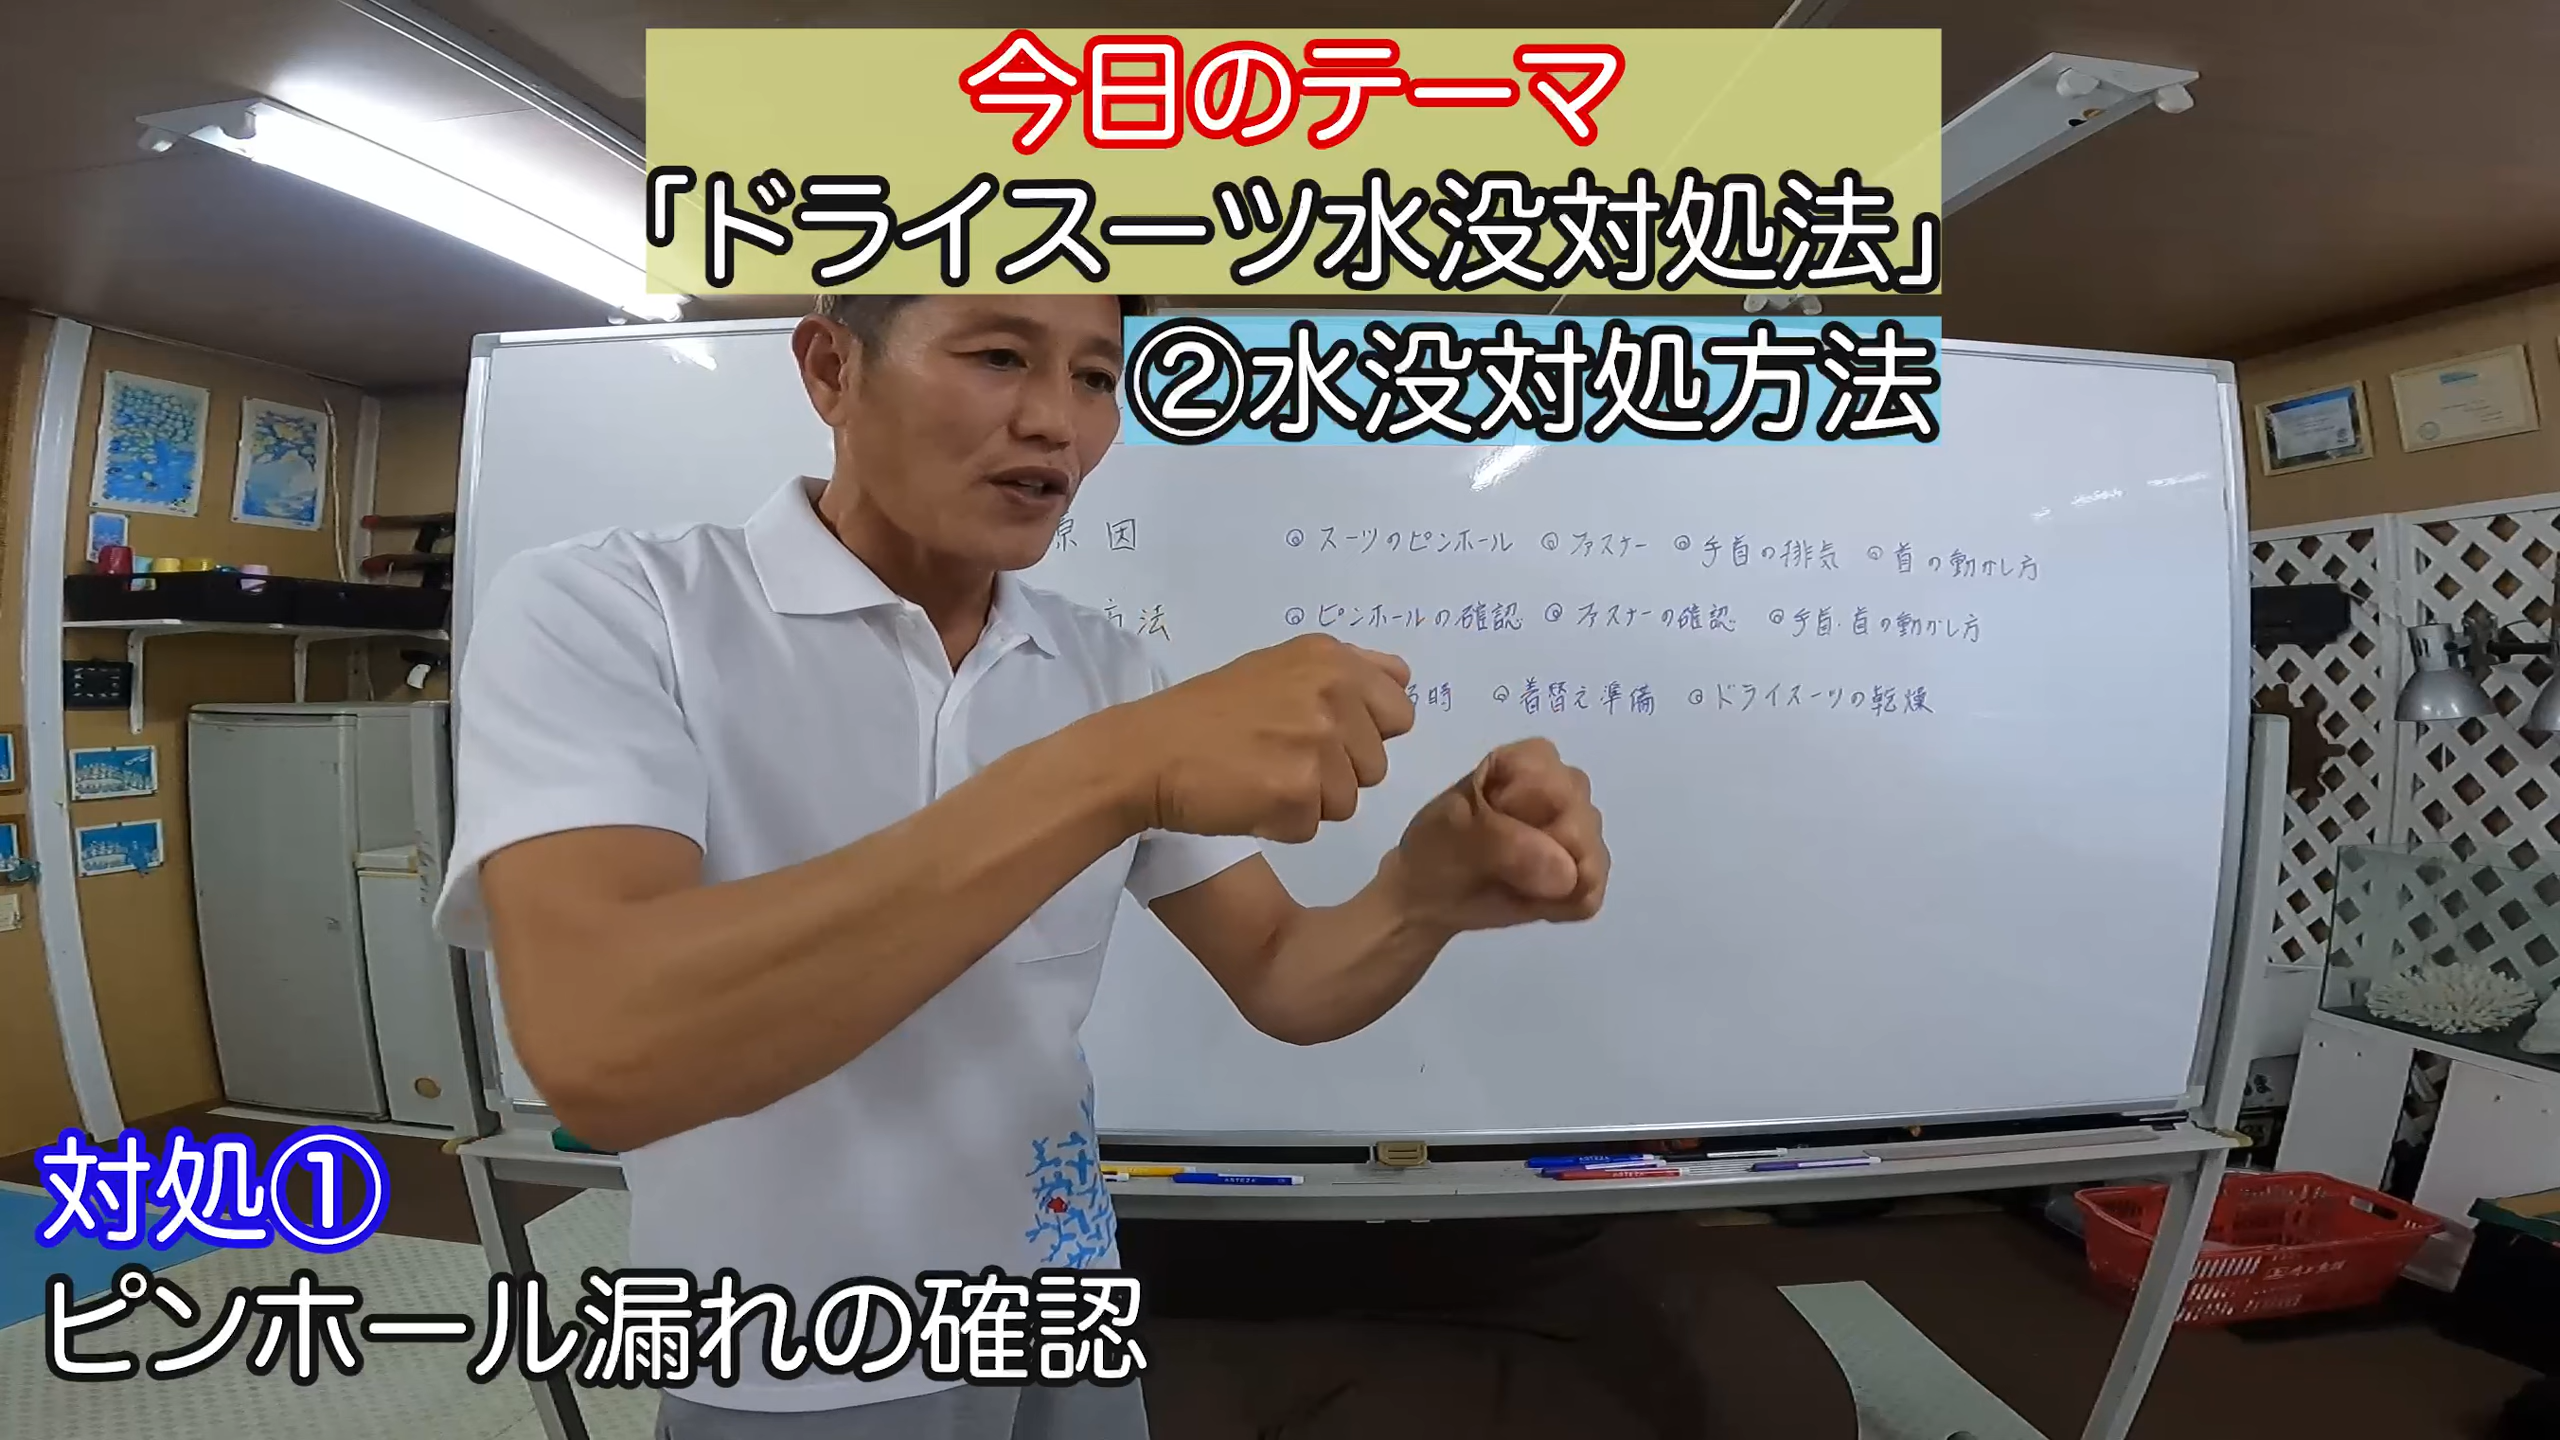 今日のテーマ
「ドライスーツ水没対処法」
②水没対処方法
原因 ◎スーツのピンホール ◎ファスナー ◎手首の排気 ◎首の動かし方
方法 ◎ピンホールの確認 ◎ファスナーの確認 ◎手首・首の動かし方
る時 ◎着替え準備 ◎ドライスーツの乾燥
対処①
ピンホール漏れの確認